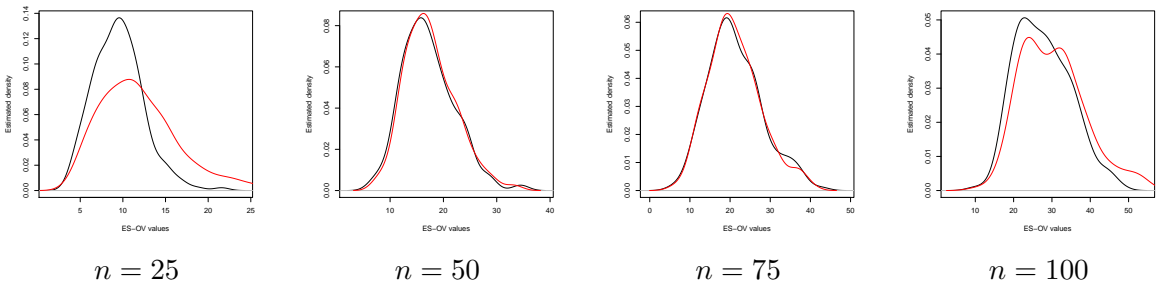 0.00 0.02 0.04 0.06 0.08 0.10 0.12 0.14
Estimated density
5 10 15 20 25
ES−OV values
n = 25
0.00 0.02 0.04 0.06 0.08
Estimated density
10 20 30 40
ES−OV values
n = 50
0.00 0.01 0.02 0.03 0.04 0.05 0.06
Estimated density
0 10 20 30 40 50
ES−OV values
n = 75
0.00 0.01 0.02 0.03 0.04 0.05
Estimated density
10 20 30 40 50
ES−OV values
n = 100